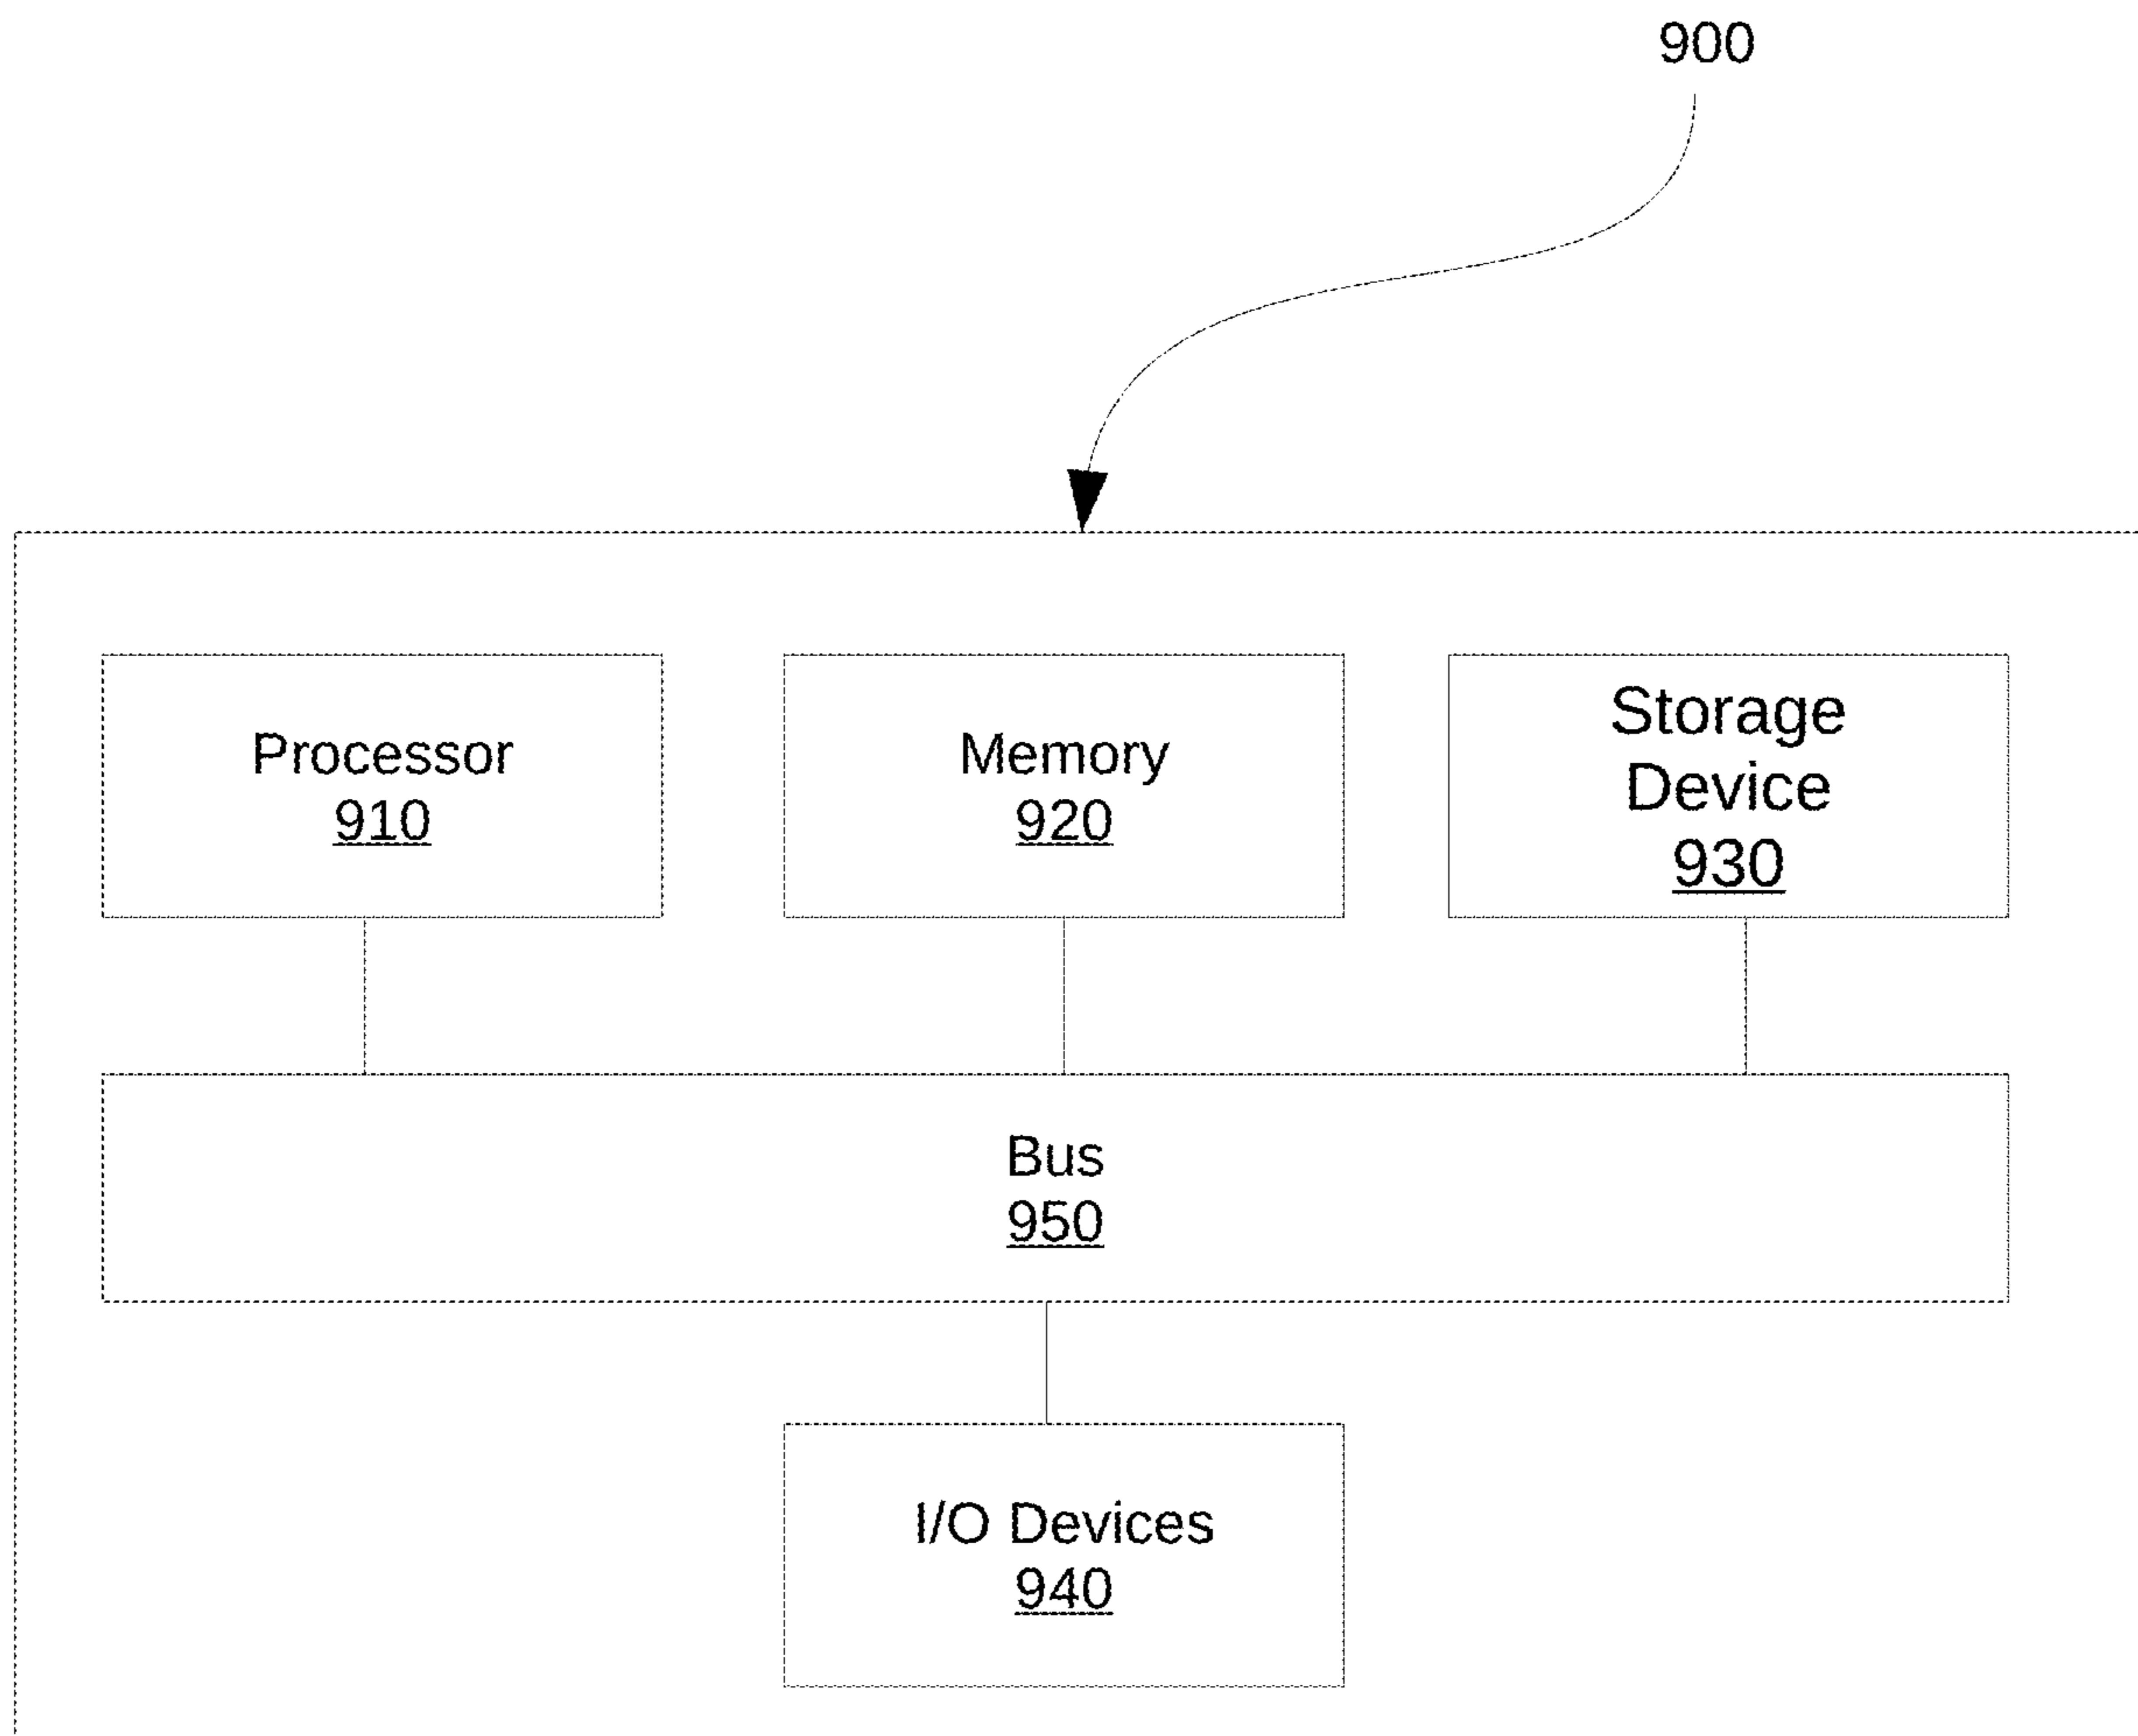 900
Processor
910
Memory
920
Storage
Device
930
Bus
950
I/O Devices
940